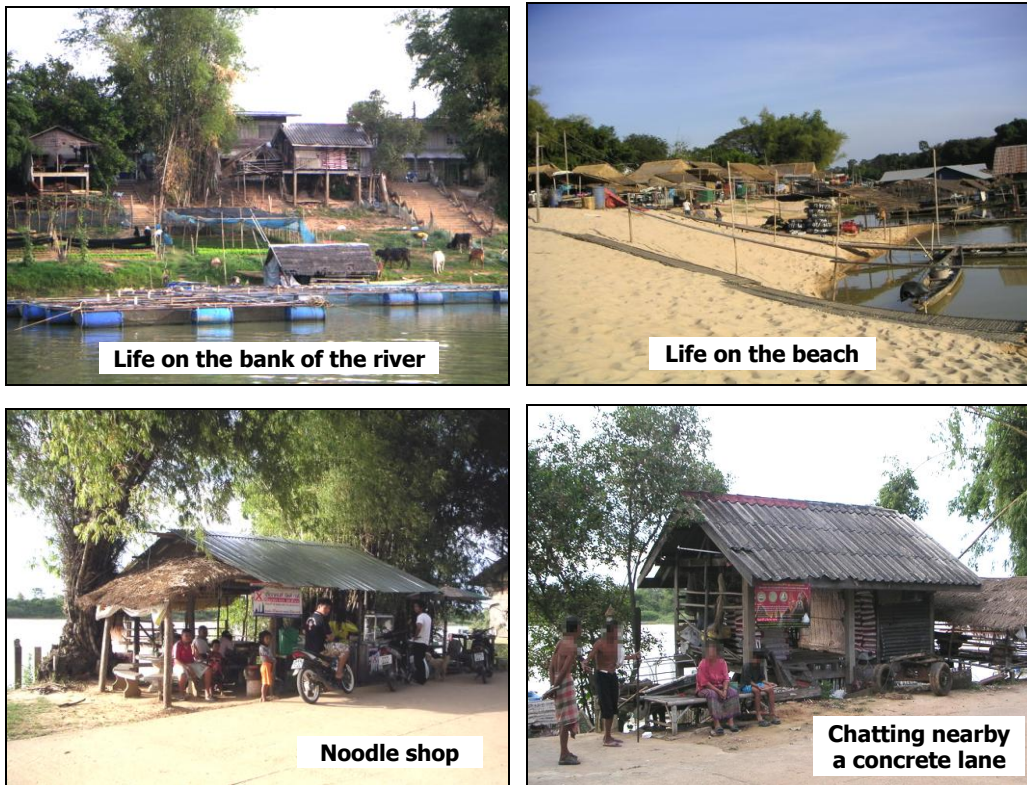 Life on the bank of the river
Life on the beach
Noodle shop
Chatting nearby
a concrete lane